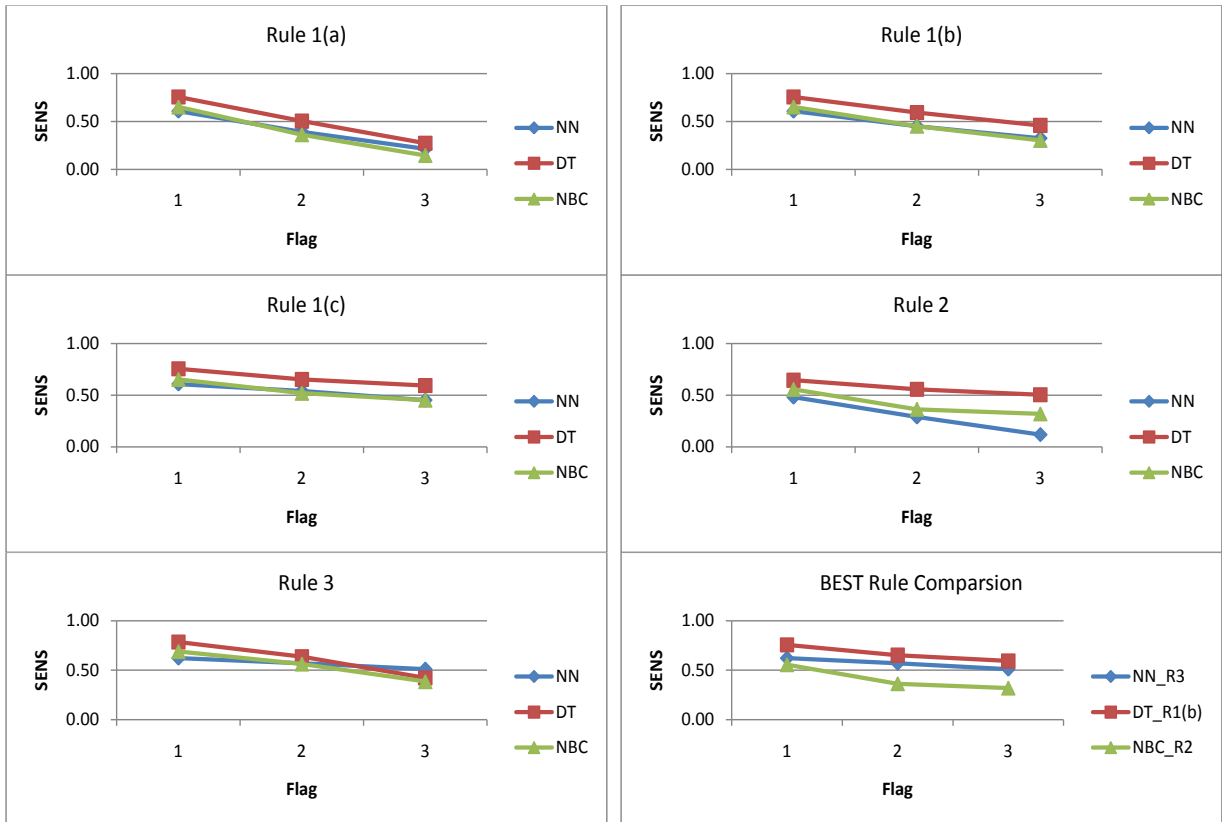 Rule 1(a)
1.00
0.50
0.00
SENS
1 2 3
Flag
NN
DT
NBC
Rule 1(b)
1.00
0.50
0.00
SENS
1 2 3
Flag
NN
DT
NBC
Rule 1(c)
1.00
0.50
0.00
SENS
1 2 3
Flag
NN
DT
NBC
Rule 2
1.00
0.50
0.00
SENS
1 2 3
Flag
NN
DT
NBC
Rule 3
1.00
0.50
0.00
SENS
1 2 3
Flag
NN
DT
NBC
BEST Rule Comparsion
1.00
0.50
0.00
SENS
1 2 3
Flag
NN_R3
DT_R1(b)
NBC_R2